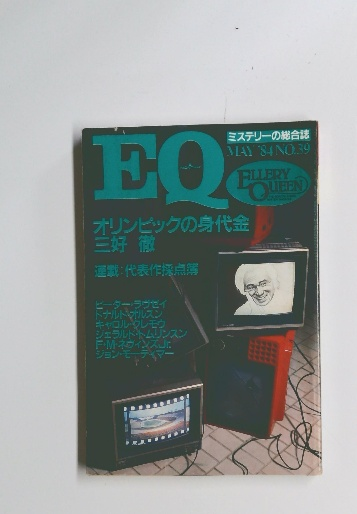 EQ
ミステリーの総合誌
MAY '84 NO.39
ELLERY
QUEEN
オリンピックの身代金
三好 徹
連載:代表作採点簿
ピーター・ラヴゼイ
ドナルド・オルスン
キャロル・クレモウ
ジェラルド・トムリンスン
F・M・ネヴィンズJr.
ジョン・モーティマー